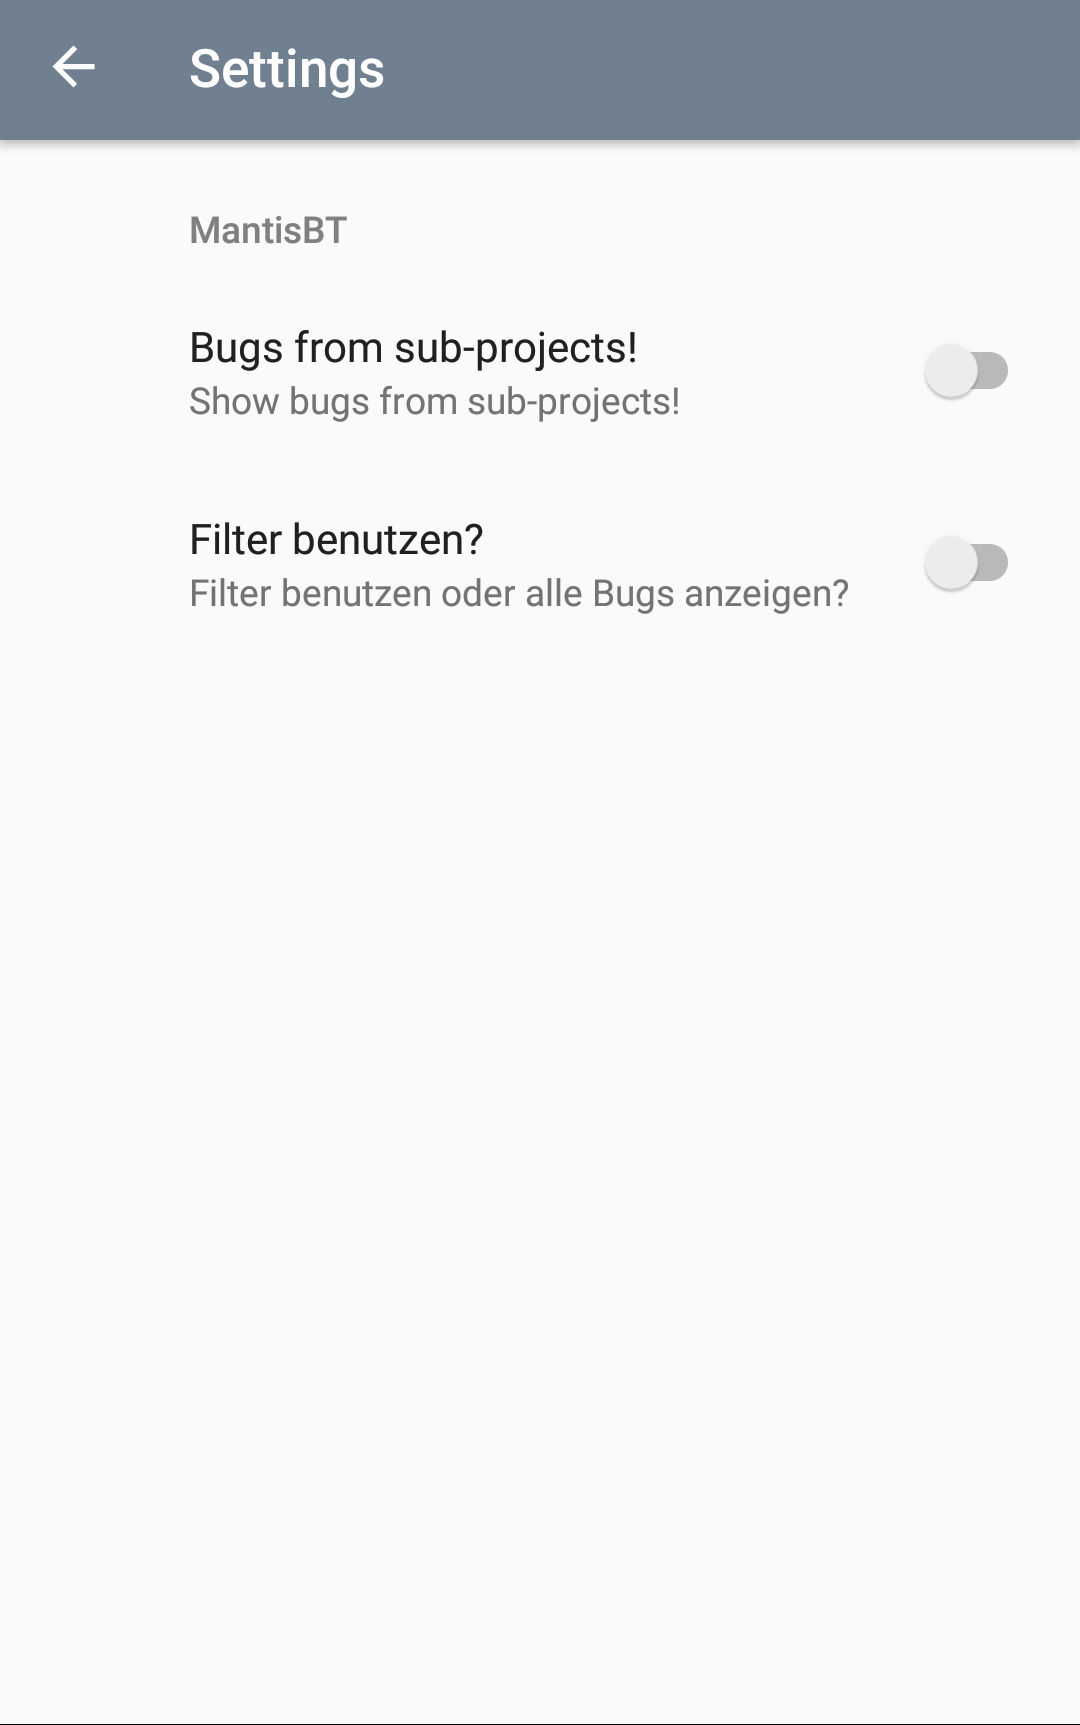 Settings
MantisBT
Bugs from sub-projects!
Show bugs from sub-projects!
Filter benutzen?
Filter benutzen oder alle Bugs anzeigen?